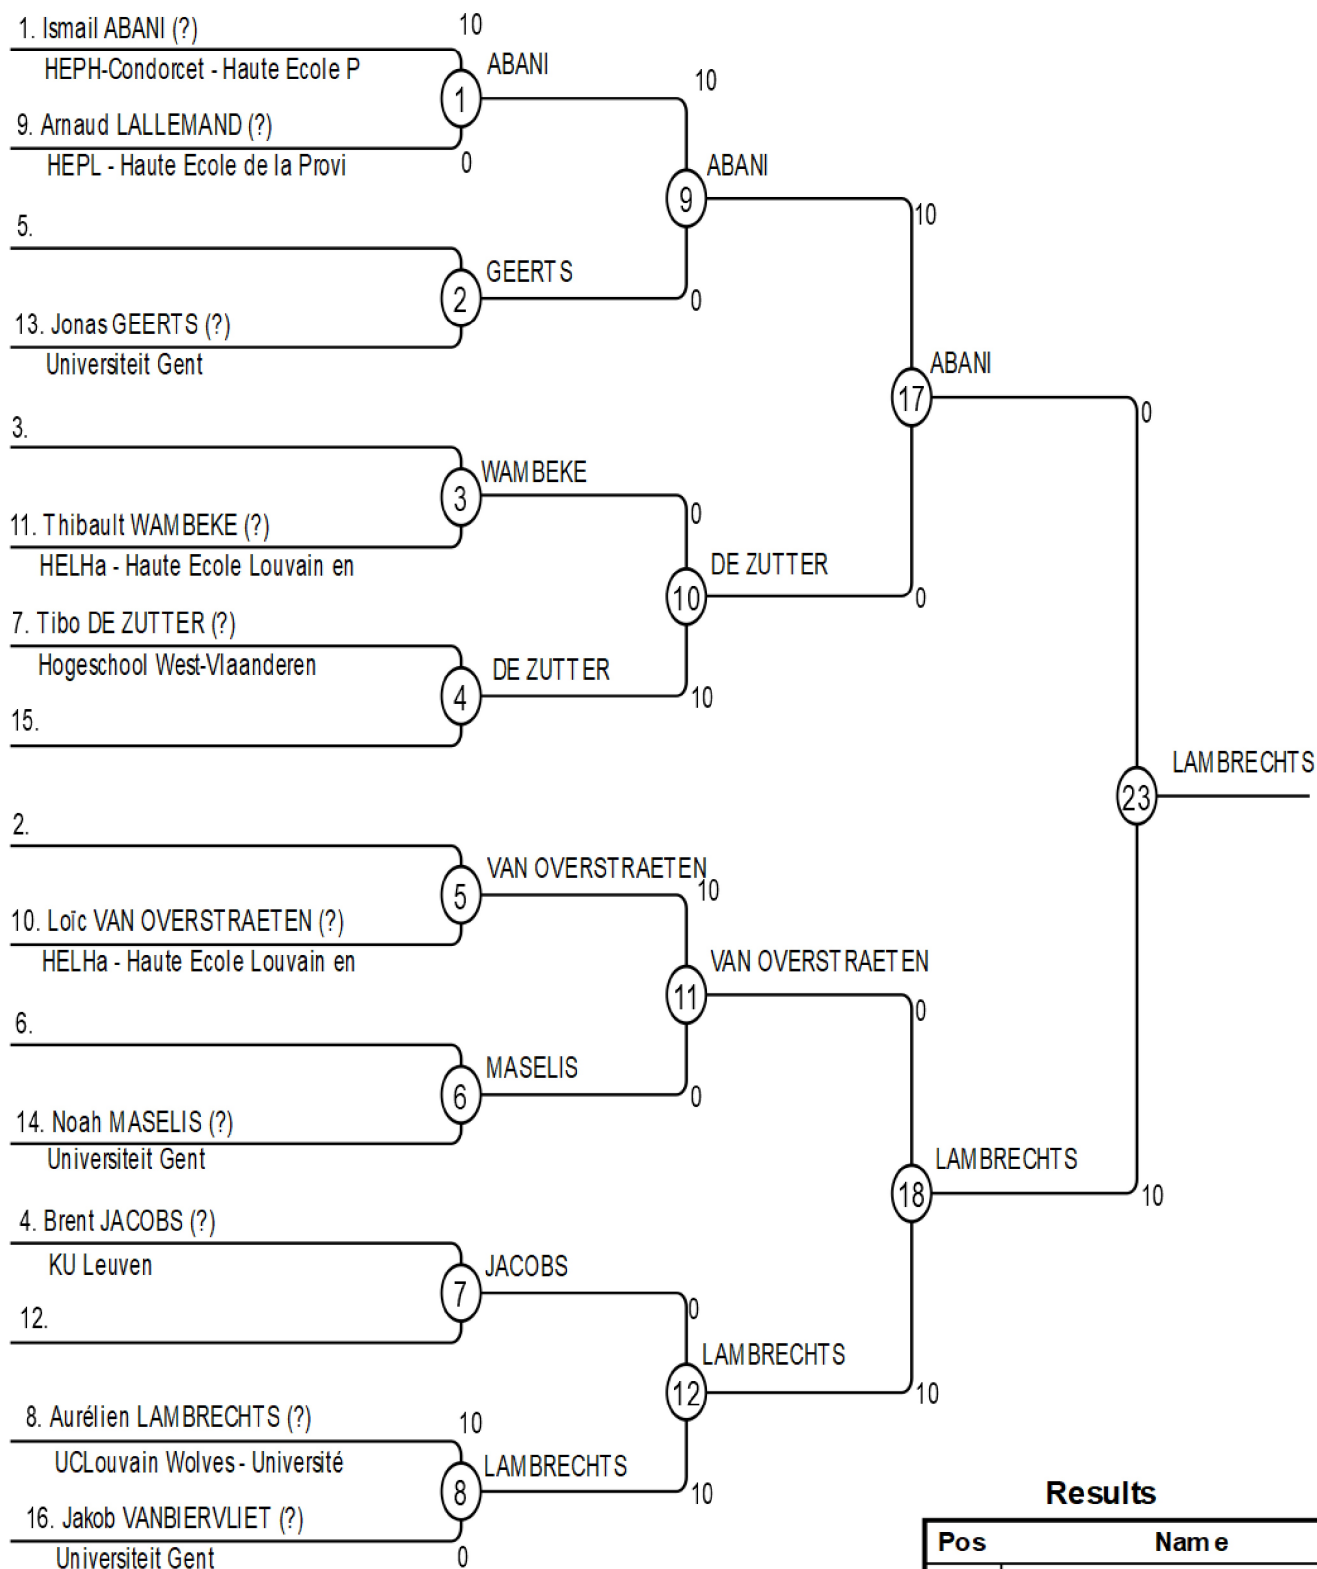 1. Ismail ABANI (?)
10
HEPH-Condorcet - Haute Ecole P
ABANI
1
10
9. Arnaud LALLEMAND (?)
HEPL - Haute Ecole de la Provi
0
ABANI
9
10
5.
GEERTS
2
0
13. Jonas GEERTS (?)
Universiteit Gent
ABANI
17
0
3.
WAMBEKE
3
0
11. Thibault WAMBEKE (?)
HELHa - Haute Ecole Louvain en
DE ZUTTER
10
0
7. Tibo DE ZUTTER (?)
Hogeschool West-Vlaanderen
DE ZUTTER
4
10
15.
LAMBRECHTS
23
2.
VAN OVERSTRAETEN
5
10
10. Loïc VAN OVERSTRAETEN (?)
HELHa - Haute Ecole Louvain en
VAN OVERSTRAETEN
11
0
6.
MASELIS
6
0
14. Noah MASELIS (?)
Universiteit Gent
LAMBRECHTS
18
10
4. Brent JACOBS (?)
KU Leuven
JACOBS
7
0
12.
LAMBRECHTS
12
10
8. Aurélien LAMBRECHTS (?)
10
UCLouvain Wolves - Université
LAMBRECHTS
8
10
16. Jakob VANBIERVLIET (?)
Universiteit Gent
0
Results
Pos Name